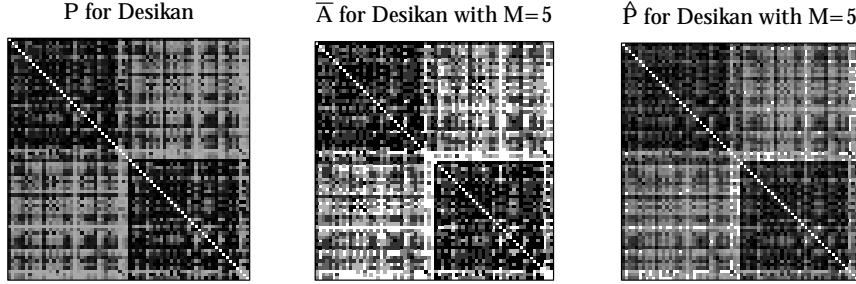 P for Desikan
A̅ for Desikan with M=5
P̂ for Desikan with M=5